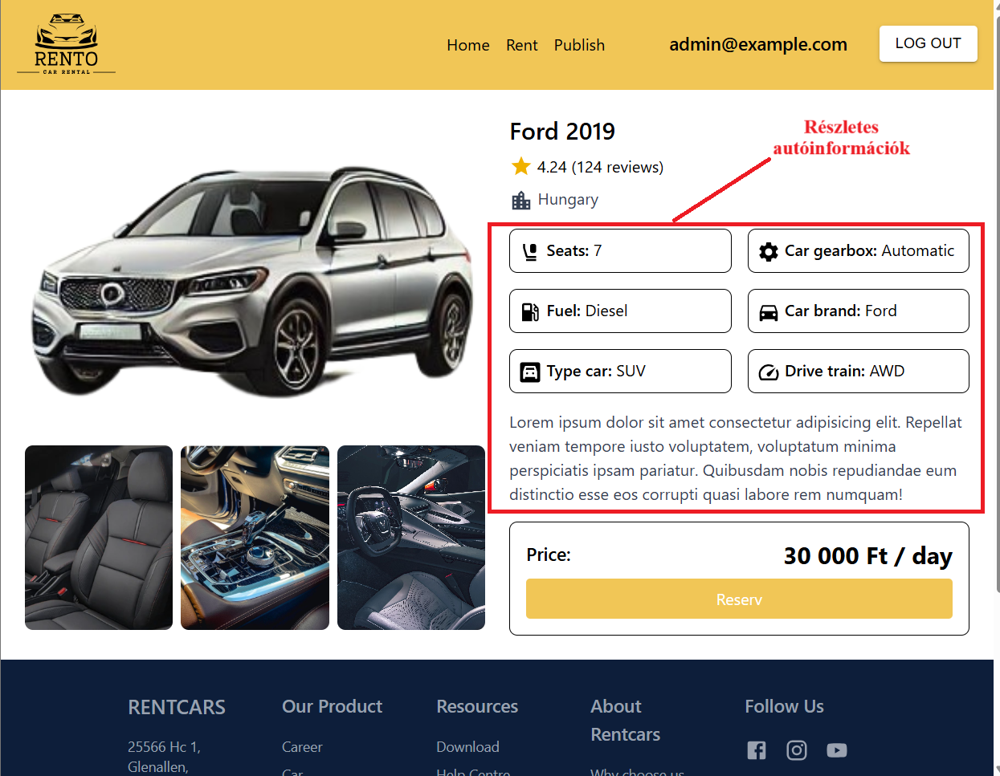 RENTO
CAR RENTAL
Home Rent Publish admin@example.com LOG OUT
Ford 2019
4.24 (124 reviews)
Hungary
Részletes
autóinformációk
Seats: 7
Car gearbox: Automatic
Fuel: Diesel
Car brand: Ford
Type car: SUV
Drive train: AWD
Lorem ipsum dolor sit amet consectetur adipisicing elit. Repellat
veniam tempore iusto voluptatem, voluptatum minima
perspiciatis ipsam pariatur. Quibusdam nobis repudiandae eum
distinctio esse eos corrupti quasi labore rem numquam!
Price: 30 000 Ft / day
Reserv
RENTCARS
25566 Hc 1,
Glenallen,
Our Product
Career
Car
Resources
Download
Help Centre
About
Rentcars
Why choose us
Follow Us